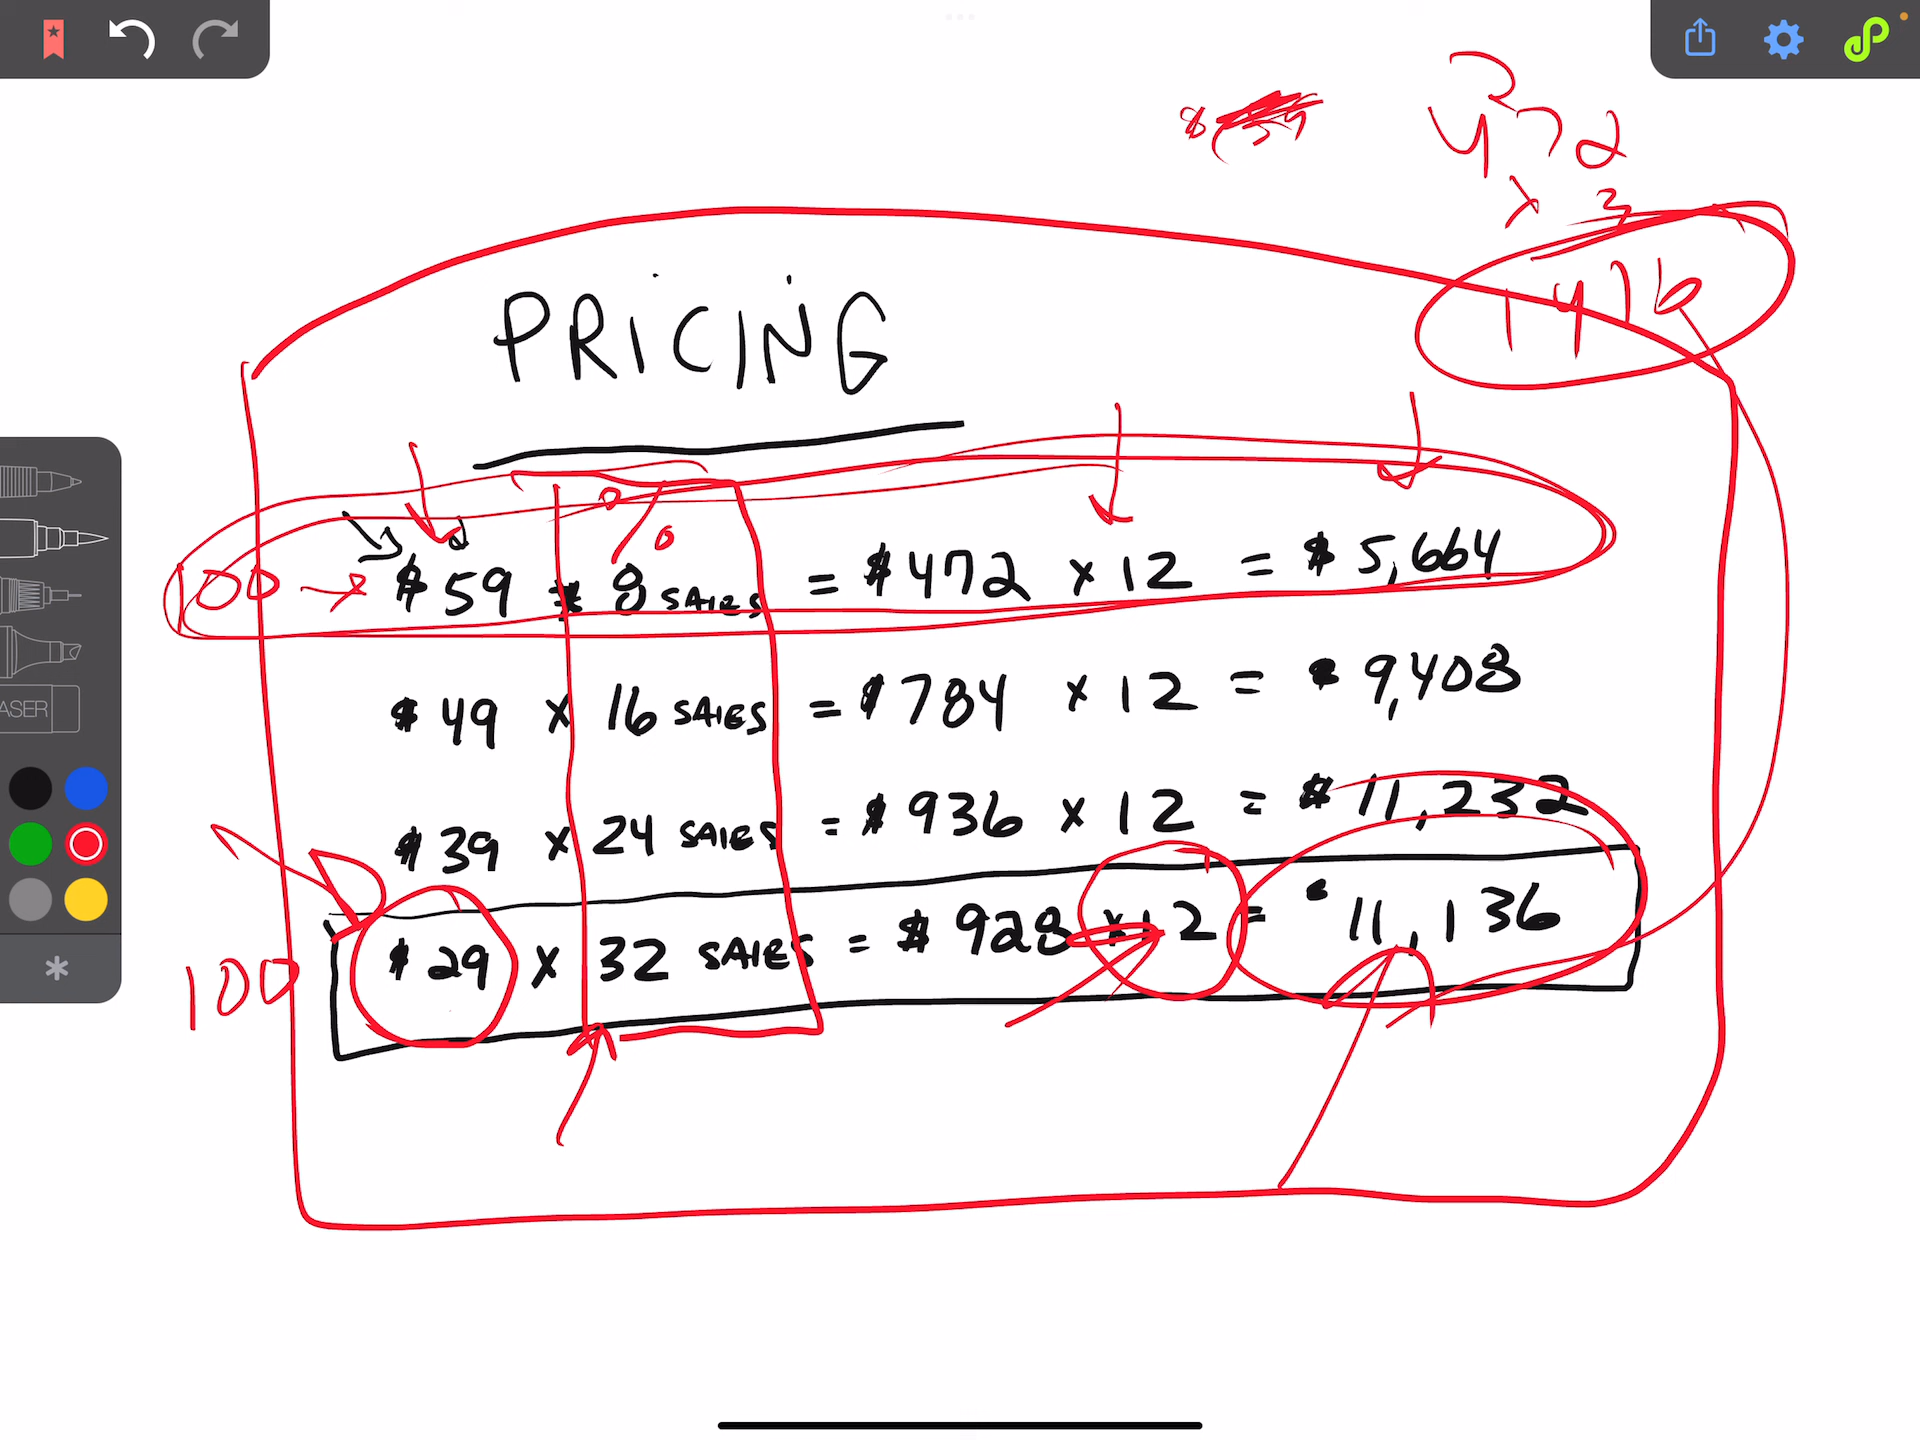 472
x 3
1416
PRICING
%
100 → $59 x 8 SALES = $472 x 12 = $5,664
$49 x 16 SALES = $784 x 12 = $9,408
$39 x 24 SALES = $936 x 12 = $11,232
$29 x 32 SALES = $928 x 12 = $11,136
100
ASER